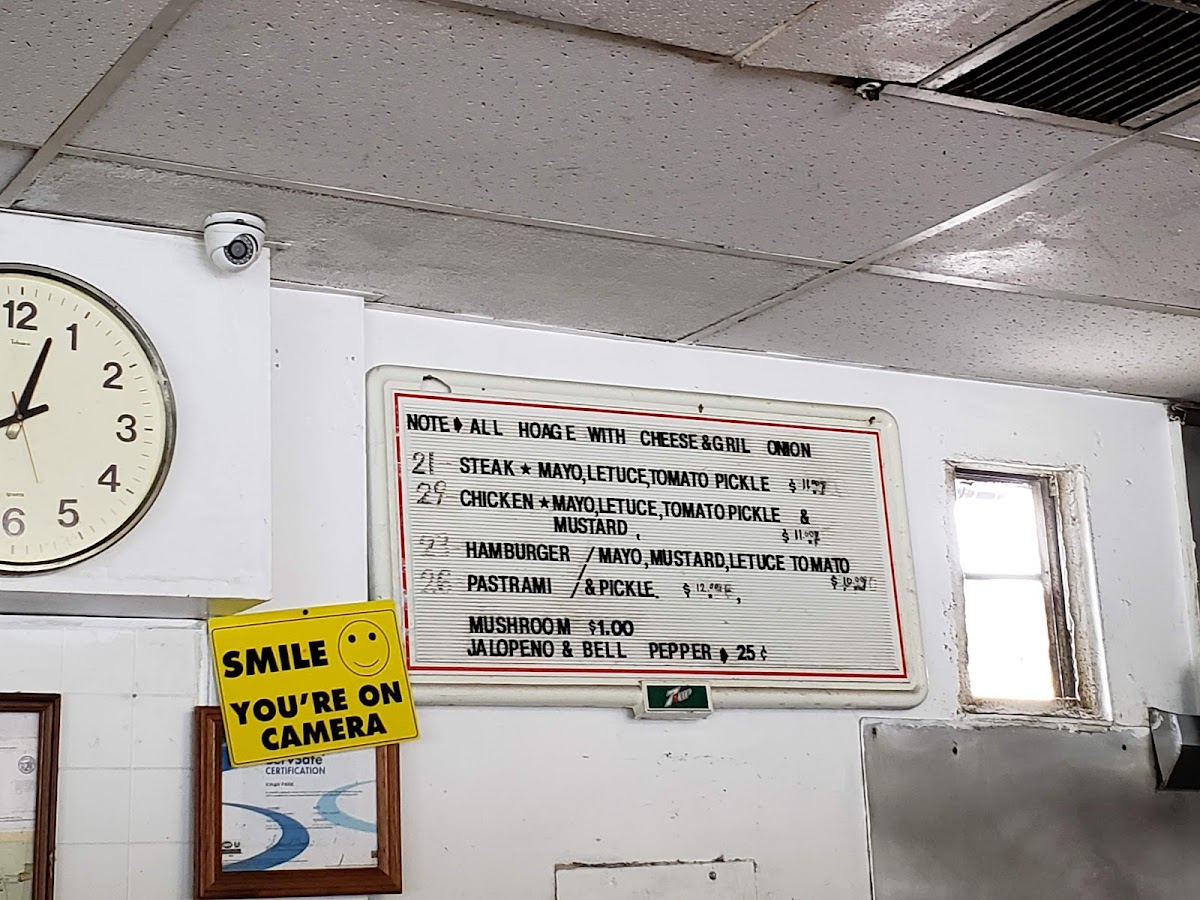 12
1
2
3
4
5
6
NOTE ALL HOAGE WITH CHEESE & GRIL ONION
21 STEAK ★ MAYO, LETUCE, TOMATO PICKLE
29 CHICKEN ★ MAYO, LETUCE, TOMATO PICKLE &
MUSTARD,
23 HAMBURGER / MAYO, MUSTARD, LETUCE TOMATO
PASTRAMI / & PICKLE.
MUSHROOM $1.00
JALOPENO & BELL PEPPER 25¢
7UP
SMILE
YOU'RE ON
CAMERA
ServSafe
CERTIFICATION